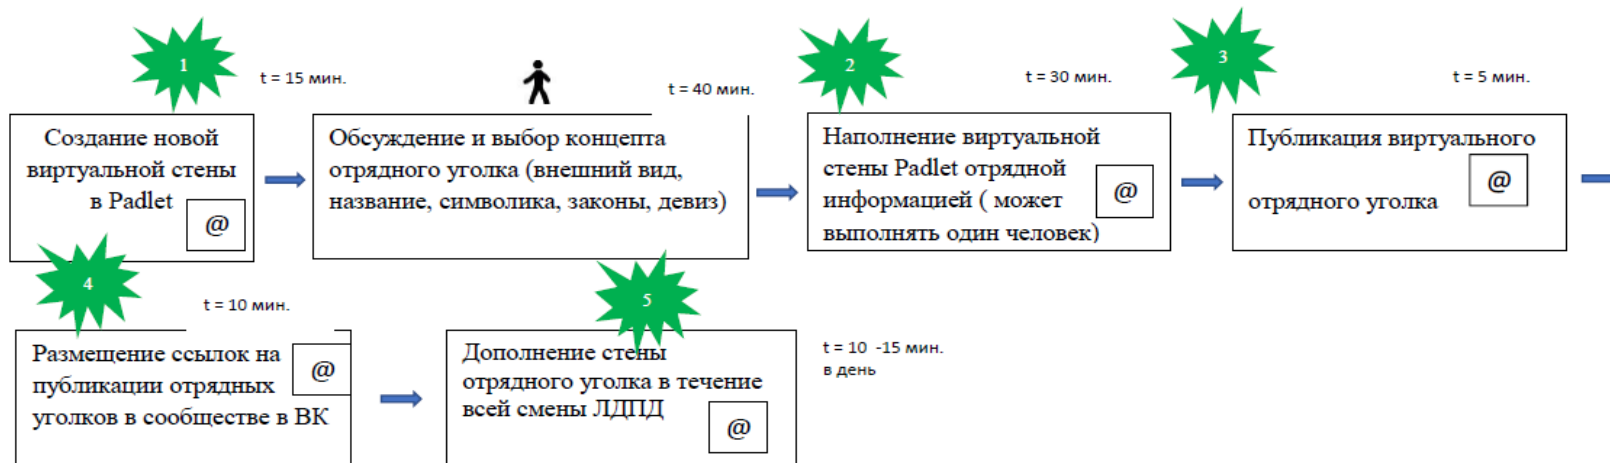 1
t = 15 мин.
Создание новой
виртуальной стены
в Padlet
@
t = 40 мин.
Обсуждение и выбор концепта
отрядного уголка (внешний вид,
название, символика, законы, девиз)
2
t = 30 мин.
Наполнение виртуальной
стены Padlet отрядной
информацией ( может
выполнять один человек)
@
3
t = 5 мин.
Публикация виртуального
отрядного уголка
@
4
t = 10 мин.
Размещение ссылок на
публикации отрядных
уголков в сообществе в ВК
@
5
t = 10 -15 мин.
в день
Дополнение стены
отрядного уголка в течение
всей смены ЛДПД
@